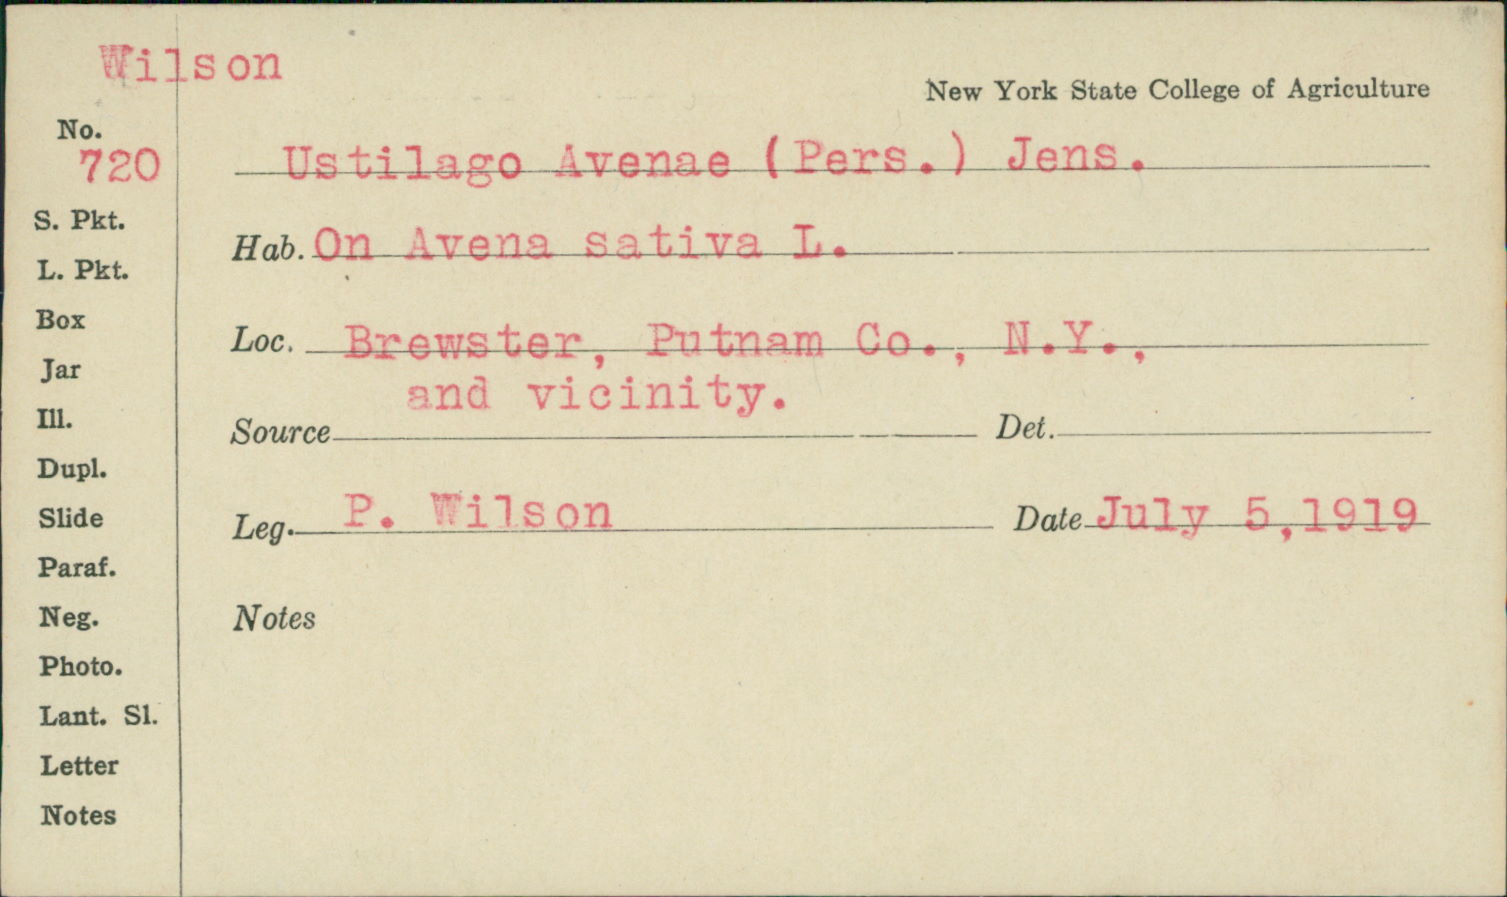 Wilson
New York State College of Agriculture
No.
720
Ustilago Avenae (Pers.) Jens.
S. Pkt.
Hab. On Avena sativa L.
L. Pkt.
Box
Loc. Brewster, Putnam Co., N.Y.,
Jar
and vicinity.
Ill.
Source Det.
Dupl.
Slide
Leg. P. Wilson Date July 5,1919
Paraf.
Neg.
Notes
Photo.
Lant. Sl.
Letter
Notes